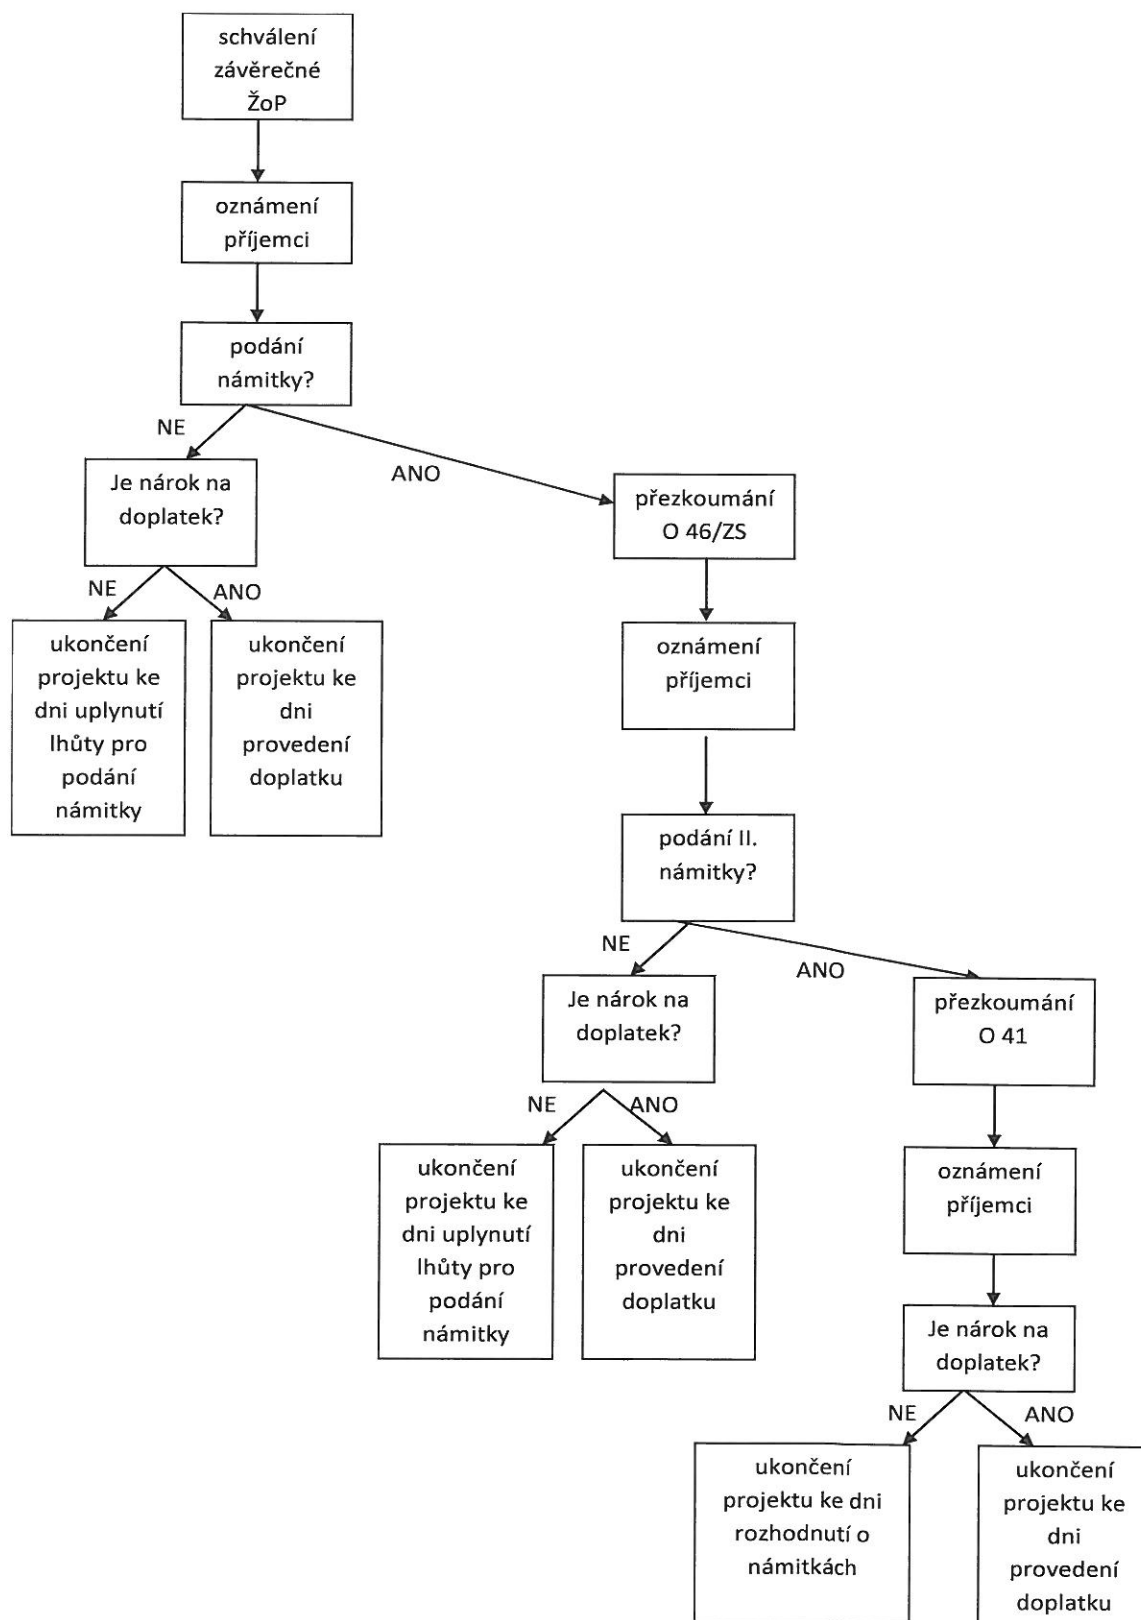 schválení
závěrečné
ŽoP
oznámení
příjemci
podání
námitky?
NE
ANO
Je nárok na
doplatek?
NE
ANO
ukončení
projektu ke
dni uplynutí
lhůty pro
podání
námitky
ukončení
projektu ke
dni
provedení
doplatku
přezkoumání
O 46/ZS
oznámení
příjemci
podání II.
námitky?
NE
ANO
Je nárok na
doplatek?
NE
ANO
ukončení
projektu ke
dni uplynutí
lhůty pro
podání
námitky
ukončení
projektu ke
dni
provedení
doplatku
přezkoumání
O 41
oznámení
příjemci
Je nárok na
doplatek?
NE
ANO
ukončení
projektu ke dni
rozhodnutí o
námitkách
ukončení
projektu ke
dni
provedení
doplatku